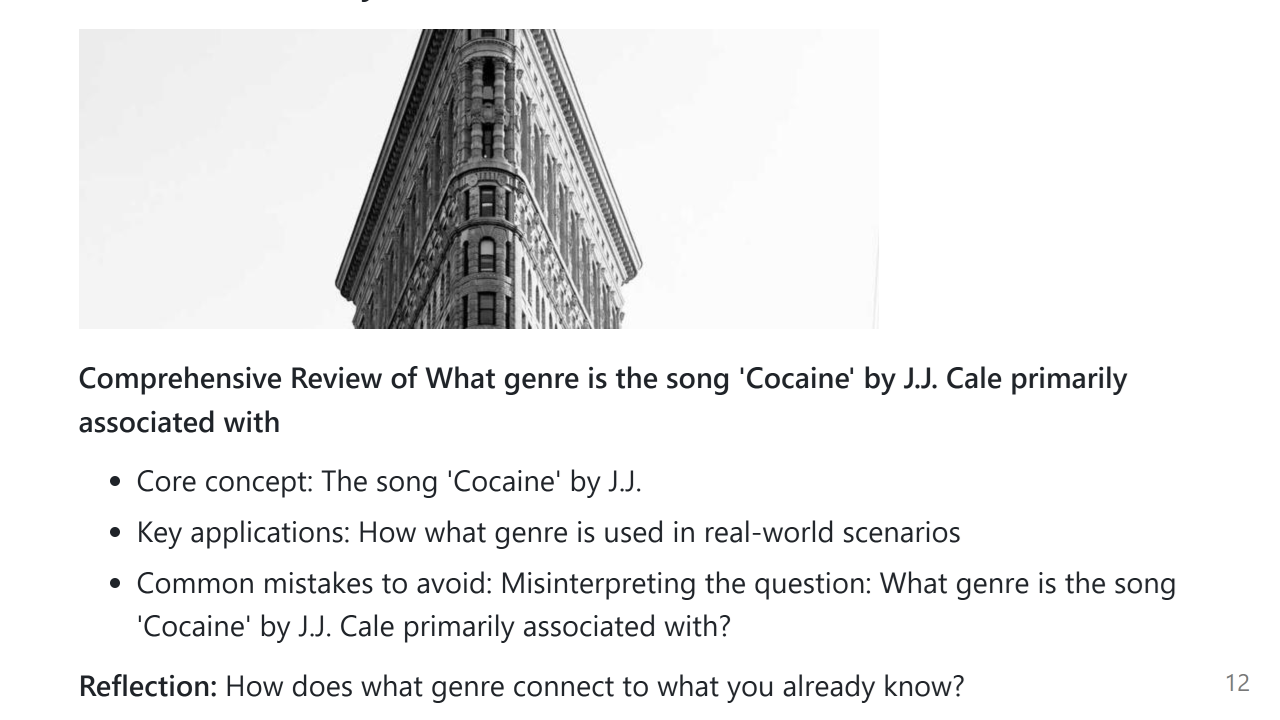 Comprehensive Review of What genre is the song 'Cocaine' by J.J. Cale primarily
associated with
• Core concept: The song 'Cocaine' by J.J.
• Key applications: How what genre is used in real-world scenarios
• Common mistakes to avoid: Misinterpreting the question: What genre is the song
'Cocaine' by J.J. Cale primarily associated with?
Reflection: How does what genre connect to what you already know?
12